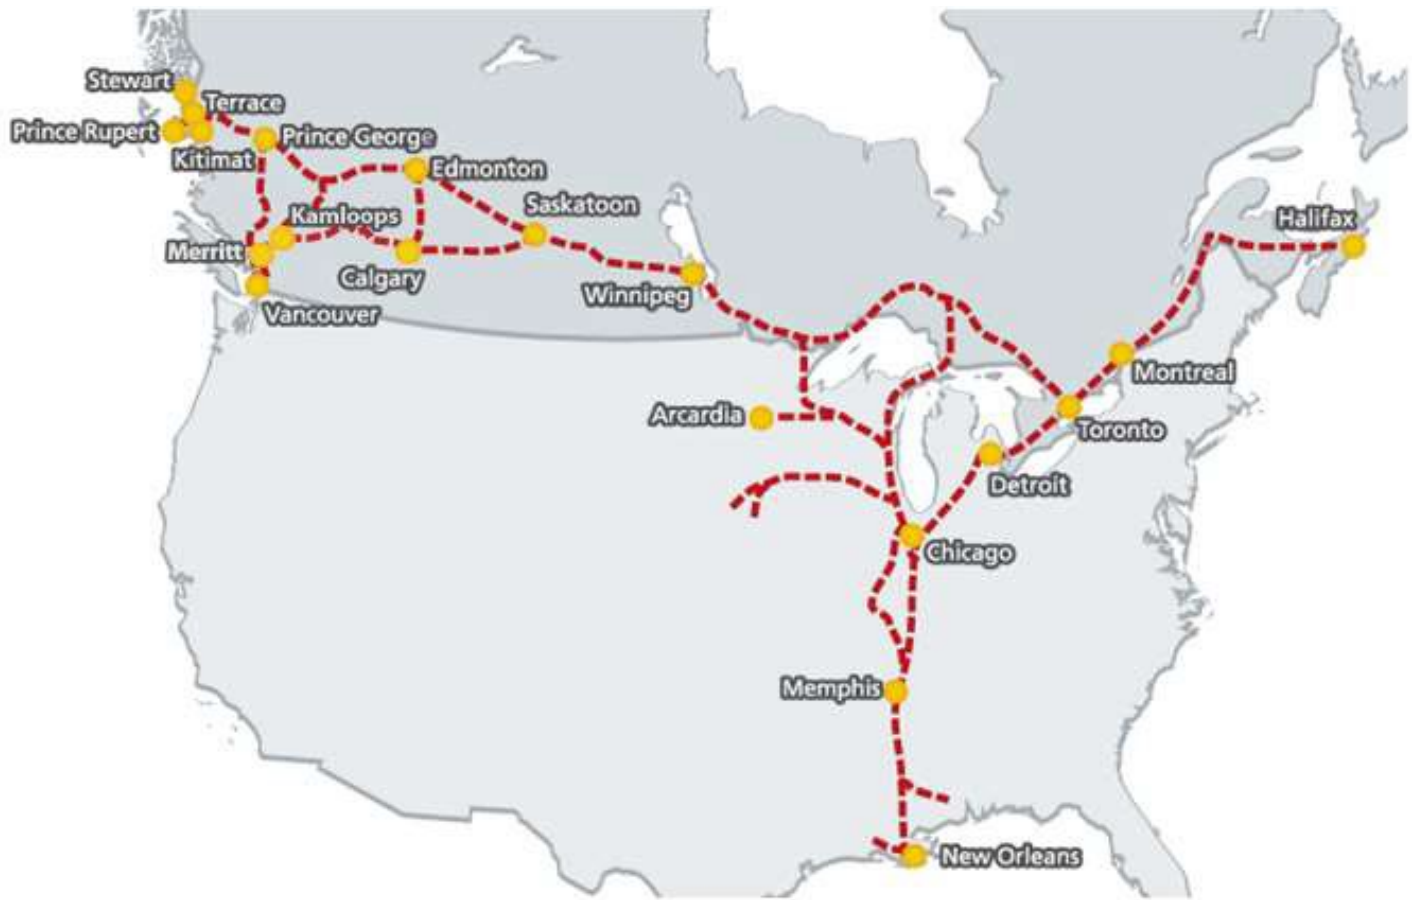 Stewart
Terrace
Prince Rupert
Prince George
Kitimat
Edmonton
Saskatoon
Kamloops
Halifax
Merritt
Calgary
Winnipeg
Vancouver
Montreal
Arcardia
Toronto
Detroit
Chicago
Memphis
New Orleans